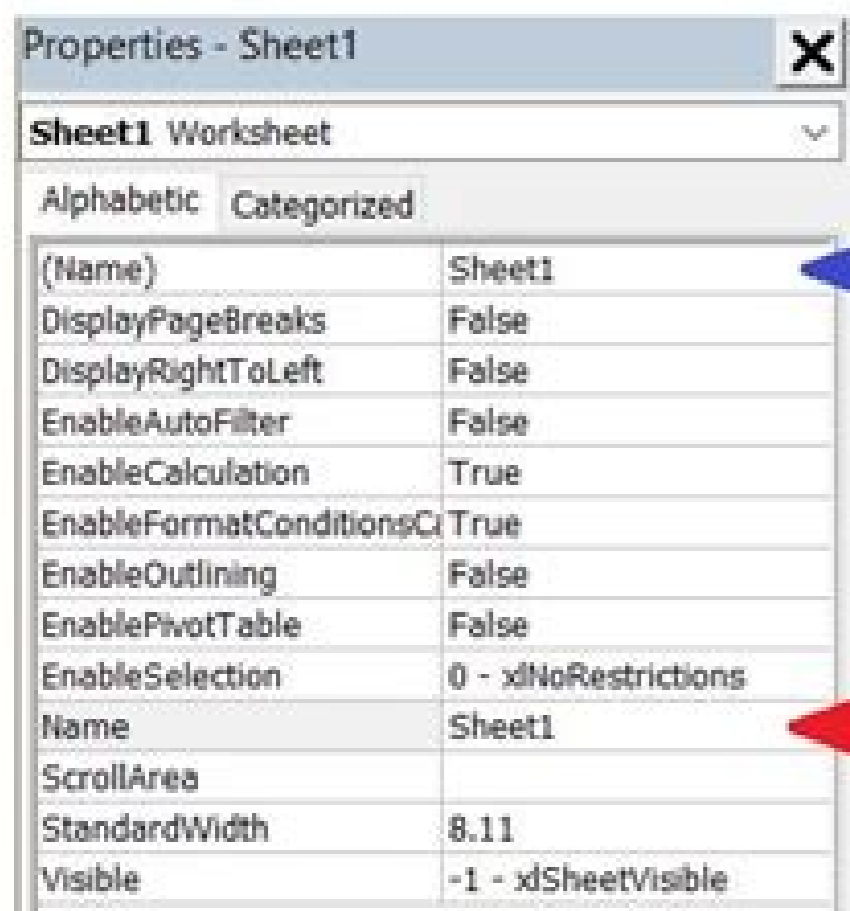 Properties - Sheet1
Sheet1 Worksheet
Alphabetic Categorized
(Name) Sheet1
DisplayPageBreaks False
DisplayRightToLeft False
EnableAutoFilter False
EnableCalculation True
EnableFormatConditionsCa True
EnableOutlining False
EnablePivotTable False
EnableSelection 0 - xlNoRestrictions
Name Sheet1
ScrollArea
StandardWidth 8.11
Visible -1 - xlSheetVisible